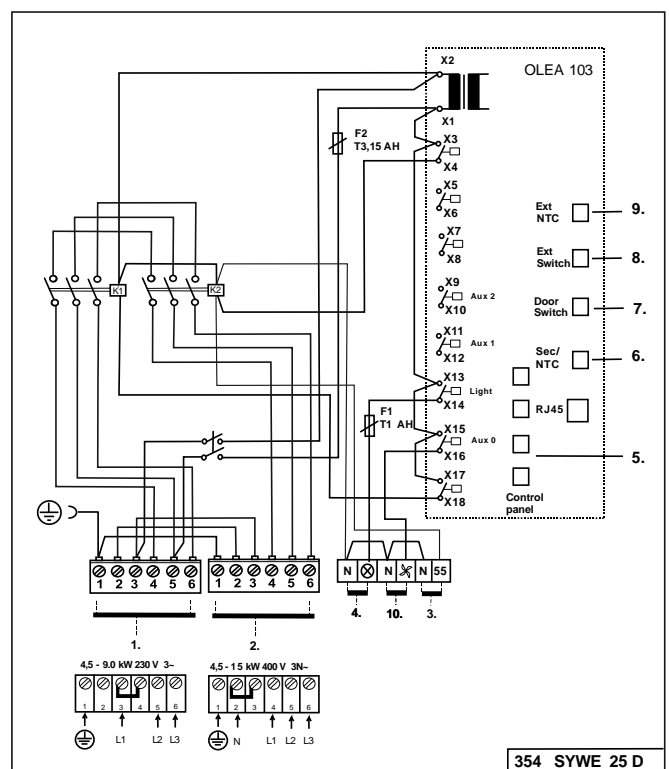 X2
OLEA 103
X1
F2
T3,15 AH
X3
X4
X5
X6
Ext
NTC
9.
X7
X8
Ext
Switch
8.
K1
K2
X9
Aux 2
X10
Door
Switch
7.
X11
Aux 1
X12
Sec/
NTC
6.
X13
Light
X14
RJ45
F1
T1 AH
X15
Aux 0
X16
5.
X17
X18
Control
panel
1 2 3 4 5 6
1 2 3 4 5 6
N N N 55
4. 10. 3.
1. 2.
4,5 - 9.0 kW 230 V 3~
4,5 - 15 kW 400 V 3N~
1 2 3 4 5 6
1 2 3 4 5 6
L1 L2 L3
N L1 L2 L3
354 SYWE 25 D